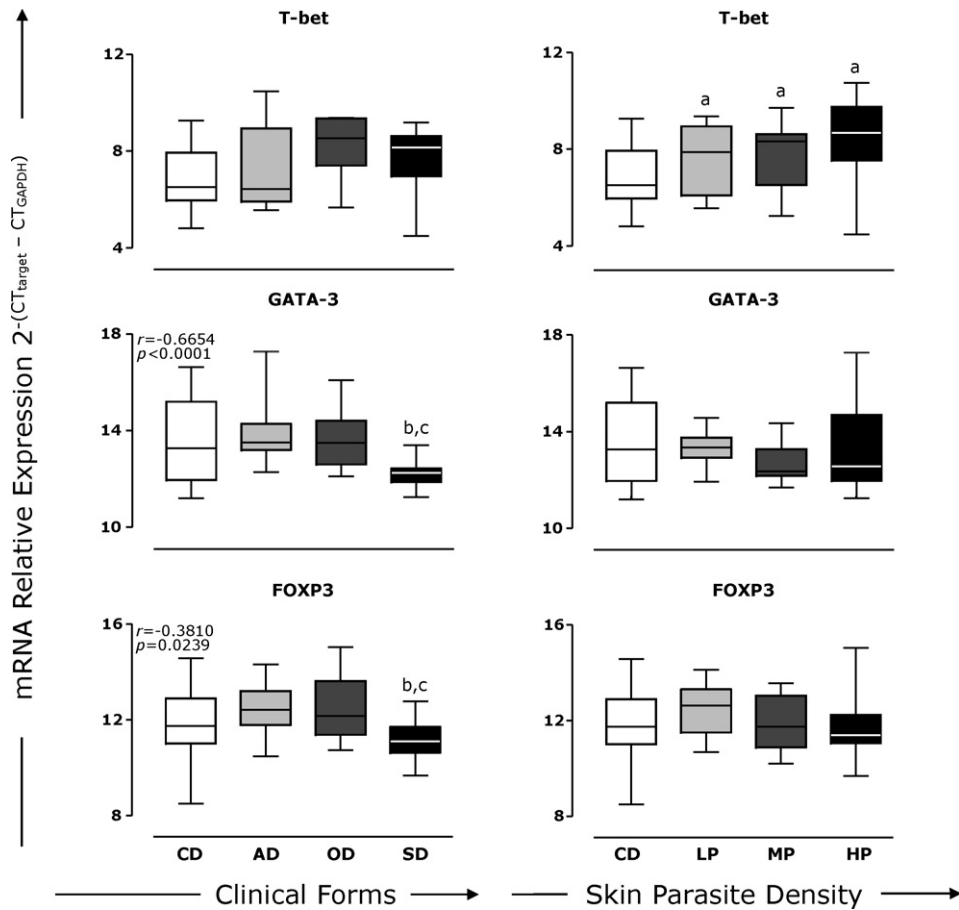 mRNA Relative Expression 2-(CTtarget – CTGAPDH)
T-bet
12
8
4
T-bet
12
8
4
a
a
a
GATA-3
18
14
10
r=-0.6654
p<0.0001
b,c
GATA-3
18
14
10
FOXP3
16
12
8
r=-0.3810
p=0.0239
b,c
CD AD OD SD
FOXP3
16
12
8
CD LP MP HP
Clinical Forms
Skin Parasite Density